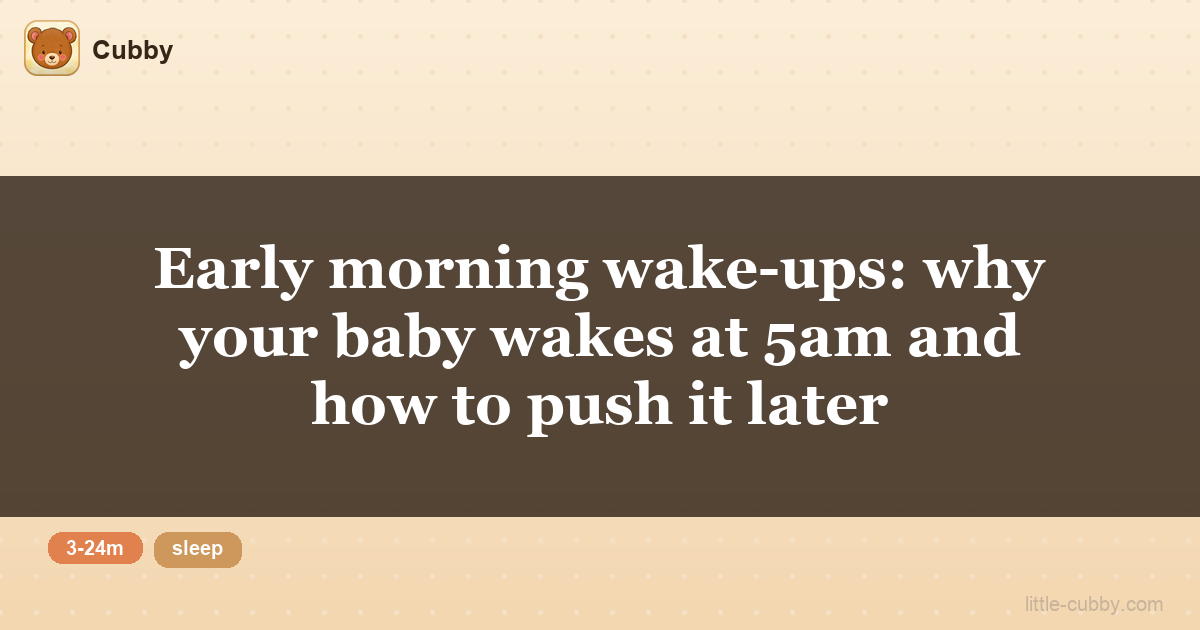 Cubby
Early morning wake-ups: why
your baby wakes at 5am and
how to push it later
3-24m
sleep
little-cubby.com